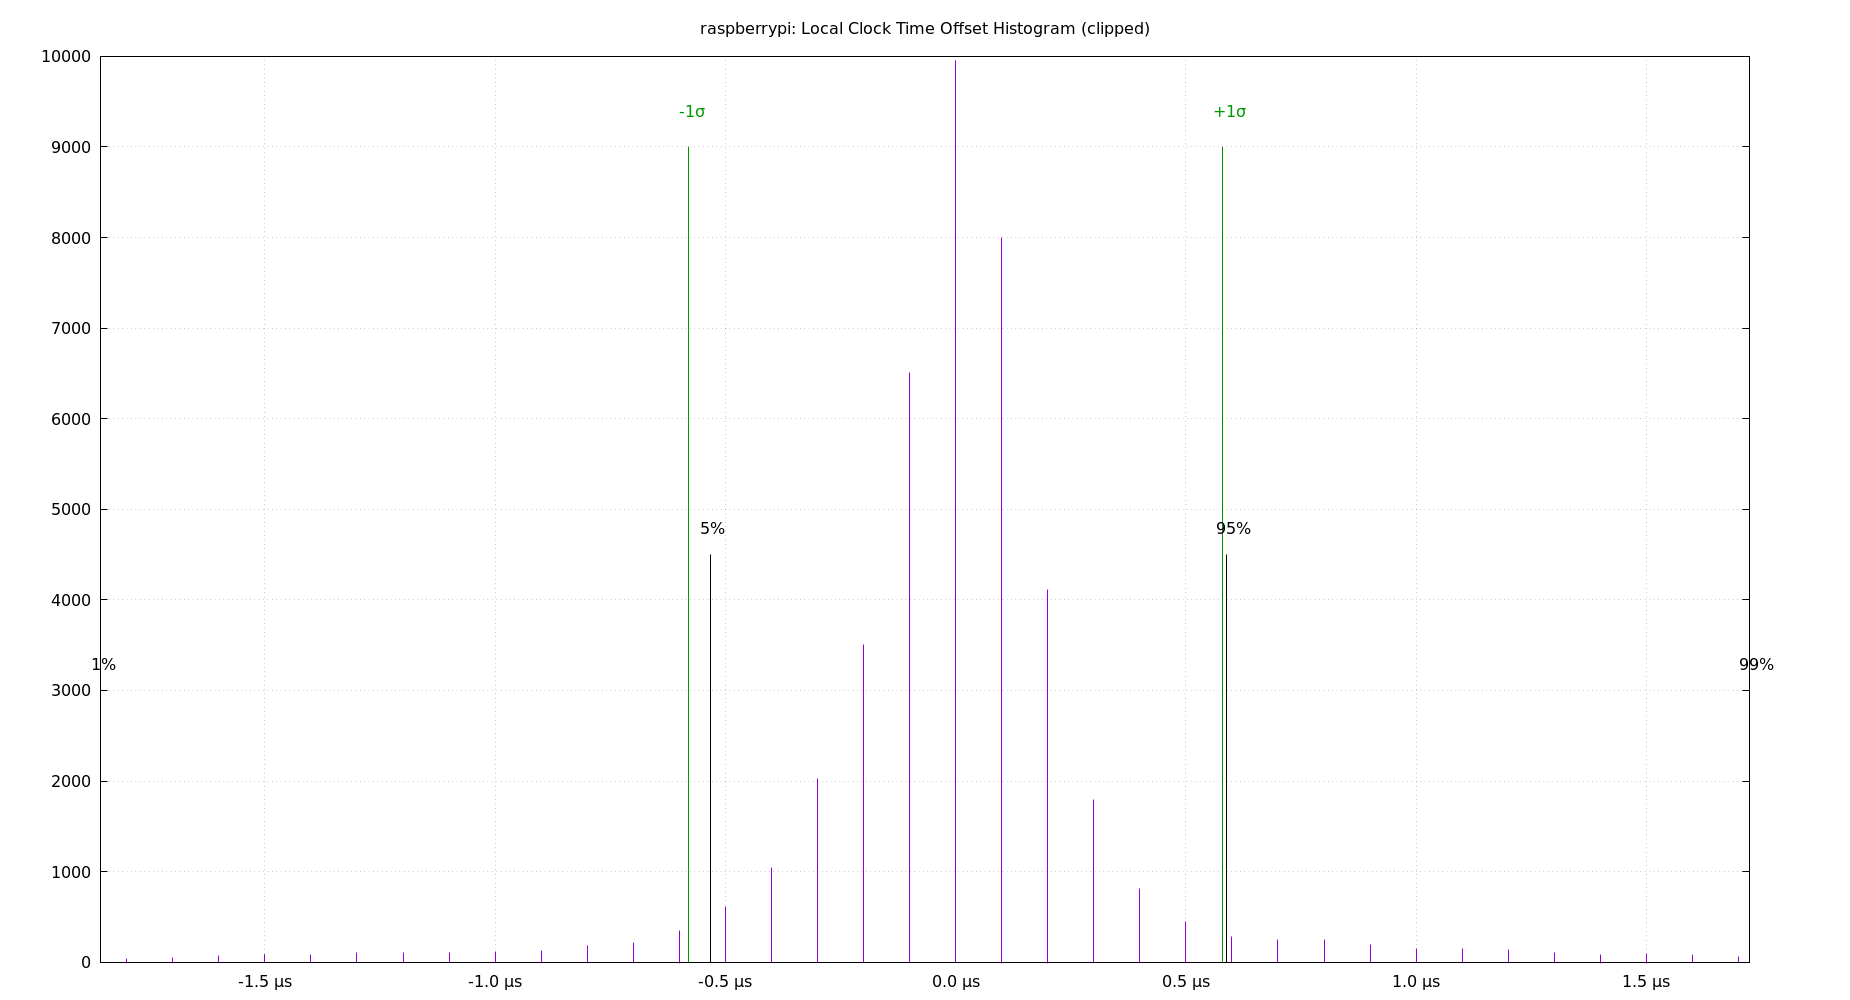 raspberrypi: Local Clock Time Offset Histogram (clipped)
10000
-1σ
+1σ
9000
8000
7000
6000
5000
5%
95%
4000
1%
99%
3000
2000
1000
0
-1.5 µs
-1.0 µs
-0.5 µs
0.0 µs
0.5 µs
1.0 µs
1.5 µs